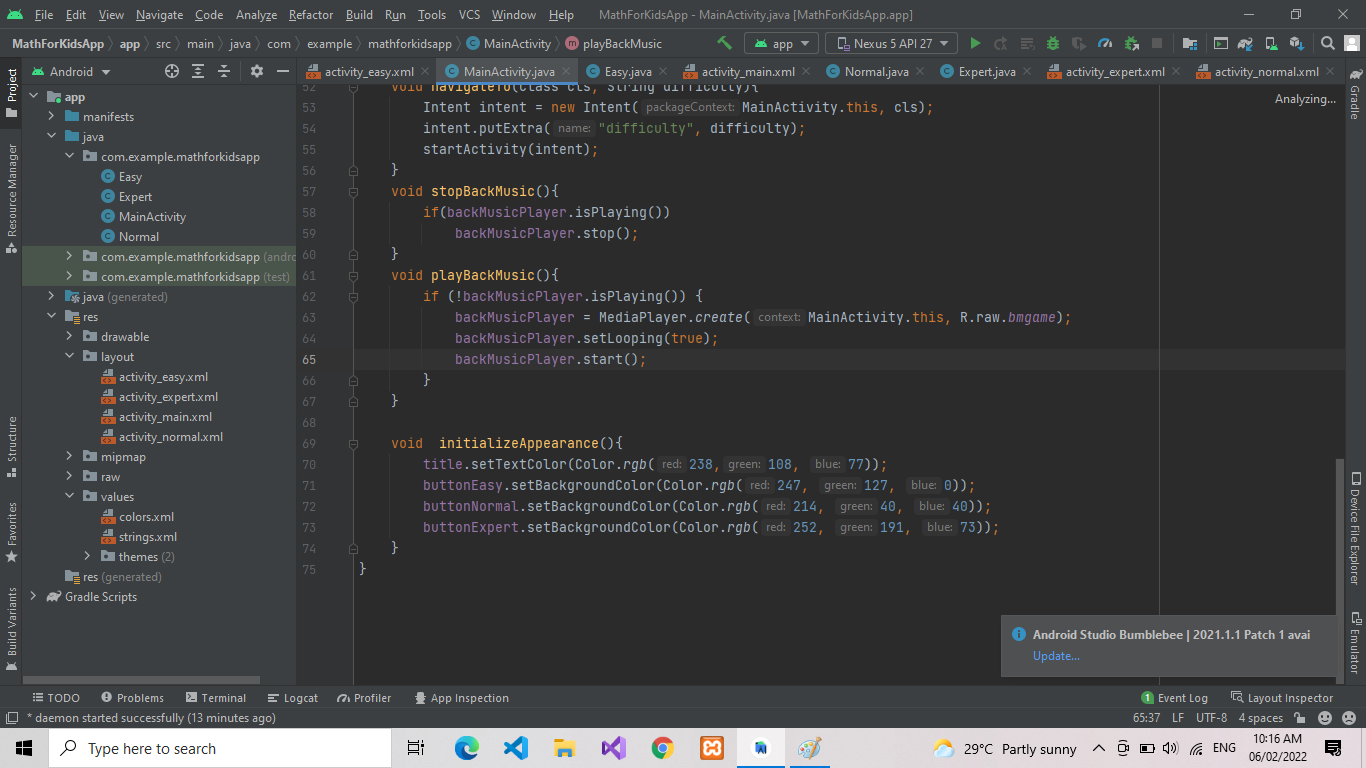 File Edit View Navigate Code Analyze Refactor Build Run Tools VCS Window Help MathForKidsApp - MainActivity.java [MathForKidsApp.app]
MathForKidsApp app src main java com example mathforkidsapp MainActivity playBackMusic app Nexus 5 API 27
Android activity_easy.xml MainActivity.java Easy.java activity_main.xml Normal.java Expert.java activity_expert.xml activity_normal.xml
Project
Resource Manager
Structure
Favorites
Build Variants
app
manifests
java
com.example.mathforkidsapp
Easy
Expert
MainActivity
Normal
com.example.mathforkidsapp (andro
com.example.mathforkidsapp (test)
java (generated)
res
drawable
layout
activity_easy.xml
activity_expert.xml
activity_main.xml
activity_normal.xml
mipmap
raw
values
colors.xml
strings.xml
themes (2)
res (generated)
Gradle Scripts
Analyzing...
52 void navigateTo(Class cls, String difficulty){
53 Intent intent = new Intent( packageContext: MainActivity.this, cls);
54 intent.putExtra( name: "difficulty", difficulty);
55 startActivity(intent);
56 }
57 void stopBackMusic(){
58 if(backMusicPlayer.isPlaying())
59 backMusicPlayer.stop();
60 }
61 void playBackMusic(){
62 if (!backMusicPlayer.isPlaying()) {
63 backMusicPlayer = MediaPlayer.create( context: MainActivity.this, R.raw.bmgame);
64 backMusicPlayer.setLooping(true);
65 backMusicPlayer.start();
66 }
67 }
68
69 void  initializeAppearance(){
70 title.setTextColor(Color.rgb( red: 238, green: 108, blue: 77));
71 buttonEasy.setBackgroundColor(Color.rgb( red: 247, green: 127, blue: 0));
72 buttonNormal.setBackgroundColor(Color.rgb( red: 214, green: 40, blue: 40));
73 buttonExpert.setBackgroundColor(Color.rgb( red: 252, green: 191, blue: 73));
74 }
75 }
Gradle
Device File Explorer
Emulator
Android Studio Bumblebee | 2021.1.1 Patch 1 avai
Update...
TODO Problems Terminal Logcat Profiler App Inspection 1 Event Log Layout Inspector
* daemon started successfully (13 minutes ago) 65:37 LF UTF-8 4 spaces
Type here to search 29°C Partly sunny ENG 10:16 AM
06/02/2022